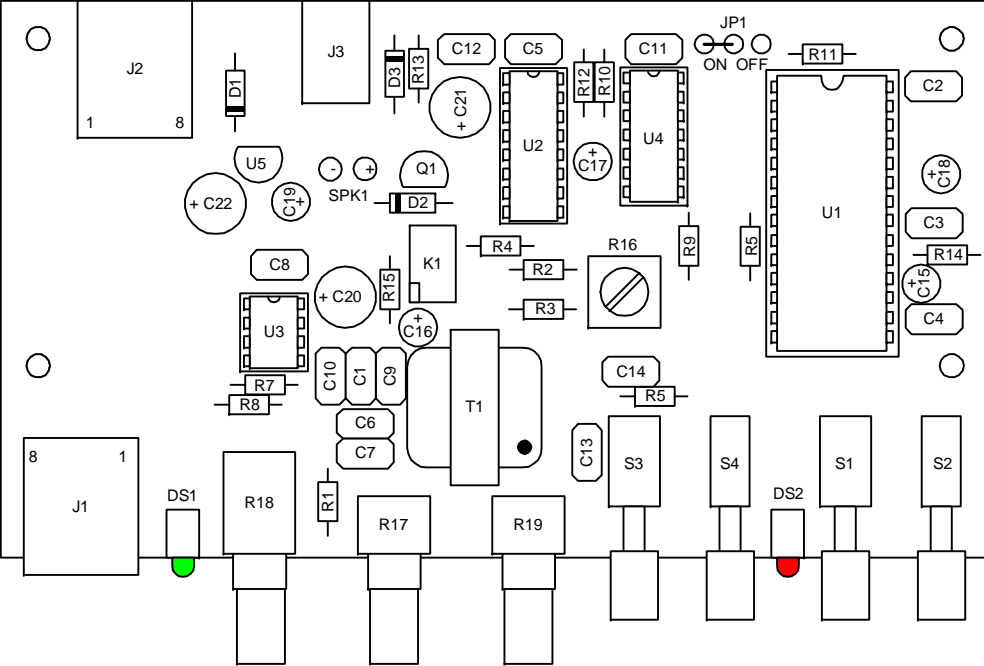 JP1
J2
J3
D3
R13
C12
C5
C11
R11
ON OFF
D1
R12
R10
C2
+ C21
1 8
U2
U4
+
C17
U5
- +
SPK1
Q1
+ C18
+ C22
C19 +
D2
U1
C3
R4
R16
R9
R5
R14
C8
K1
R2
R15
+ C15
+ C20
R3
C4
U3
+
C16
R7
R8
C10
C1
C9
C14
R5
T1
C6
C7
C13
8 1
S3
S4
S1
S2
DS1
R18
R1
DS2
J1
R17
R19